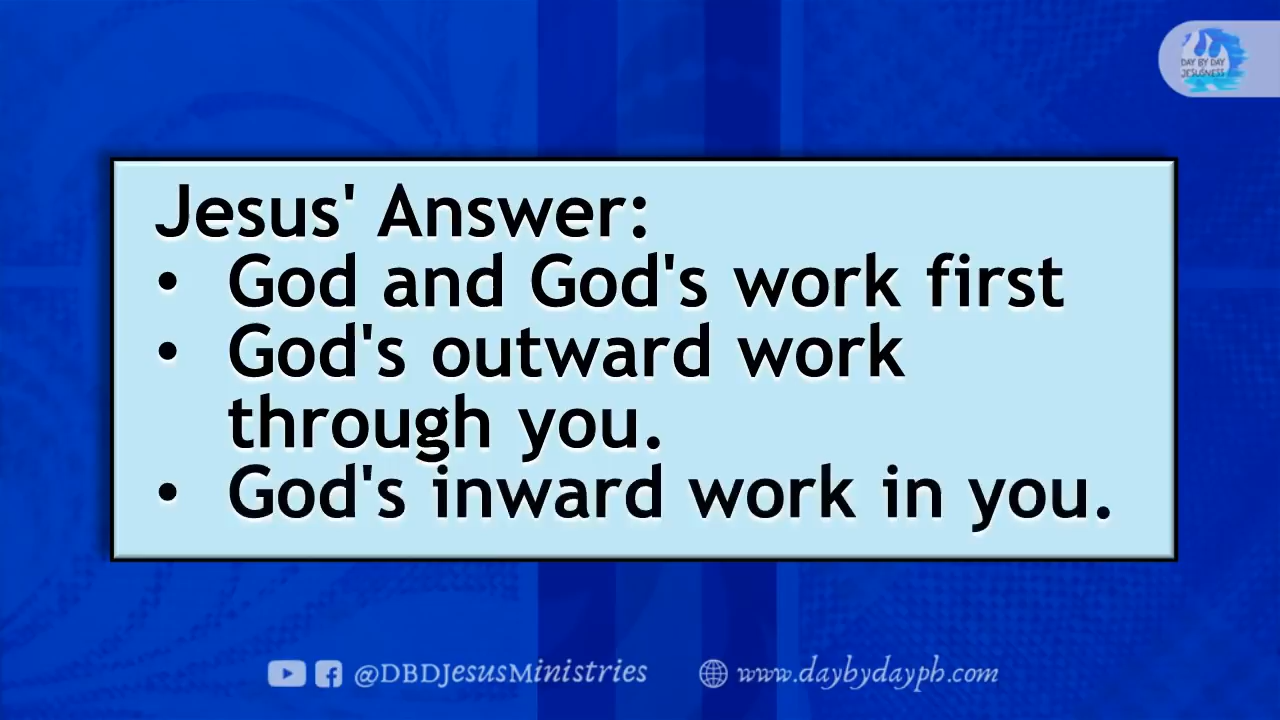 DAY BY DAY
JESUSNESS
Jesus' Answer:
• God and God's work first
• God's outward work
through you.
• God's inward work in you.
@DBDJesusMinistries
www.daybydayph.com